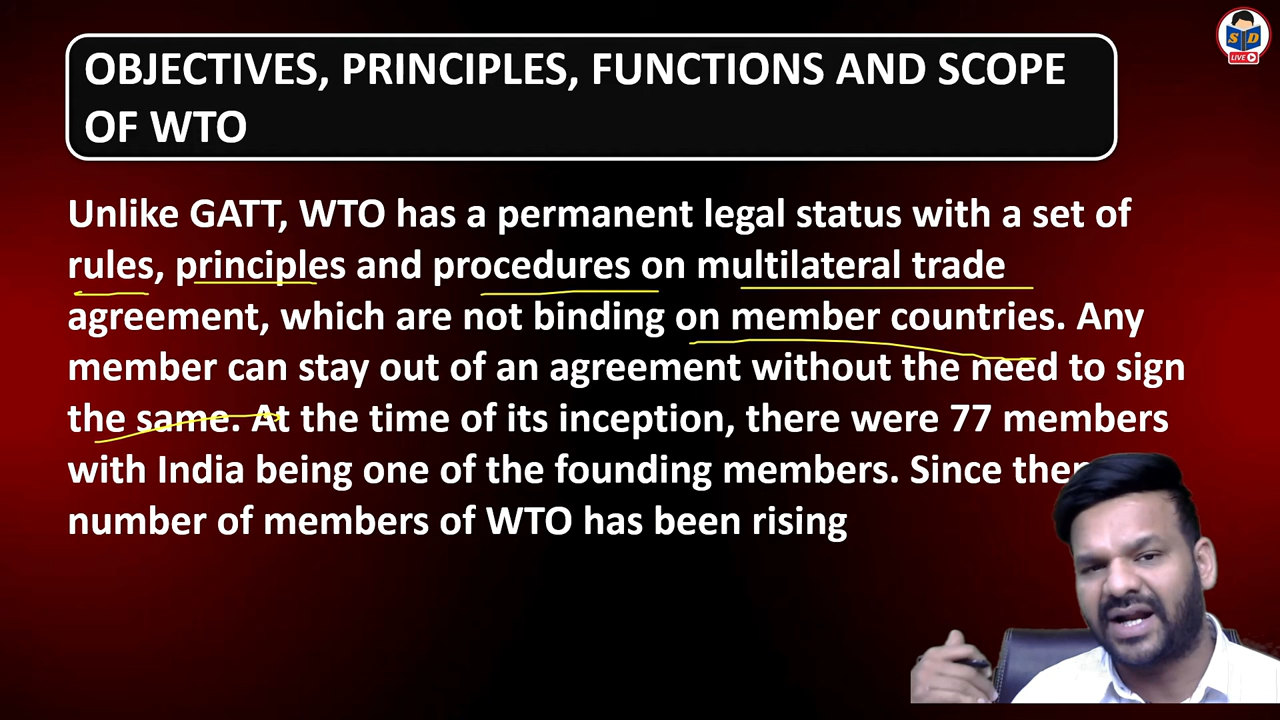 OBJECTIVES, PRINCIPLES, FUNCTIONS AND SCOPE
OF WTO
Unlike GATT, WTO has a permanent legal status with a set of
rules, principles and procedures on multilateral trade
agreement, which are not binding on member countries. Any
member can stay out of an agreement without the need to sign
the same. At the time of its inception, there were 77 members
with India being one of the founding members. Since then
number of members of WTO has been rising
S D
LIVE